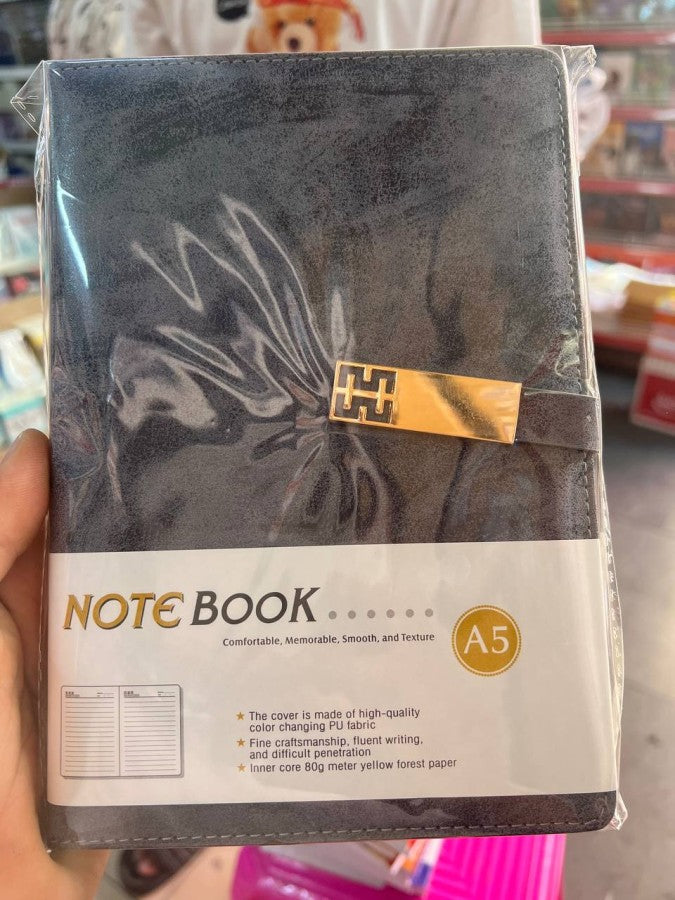 NOTE BOOK
Comfortable, Memorable, Smooth, and Texture
A5
★ The cover is made of high-quality
color changing PU fabric
★ Fine craftsmanship, fluent writing,
and difficult penetration
★ Inner core 80g meter yellow forest paper